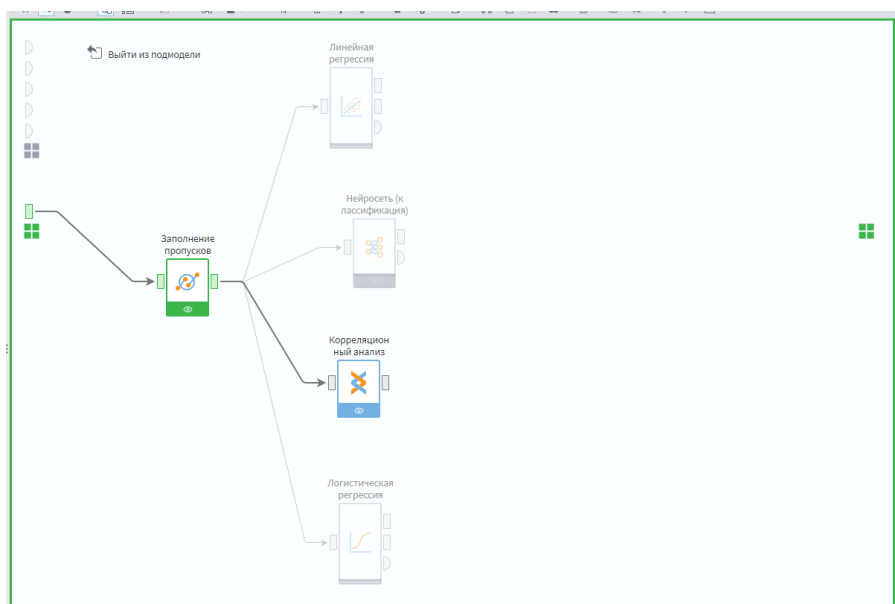 Выйти из подмодели
Линейная
регрессия
Нейросеть (к
лассификация)
Заполнение
пропусков
Корреляцион
ный анализ
Логистическая
регрессия